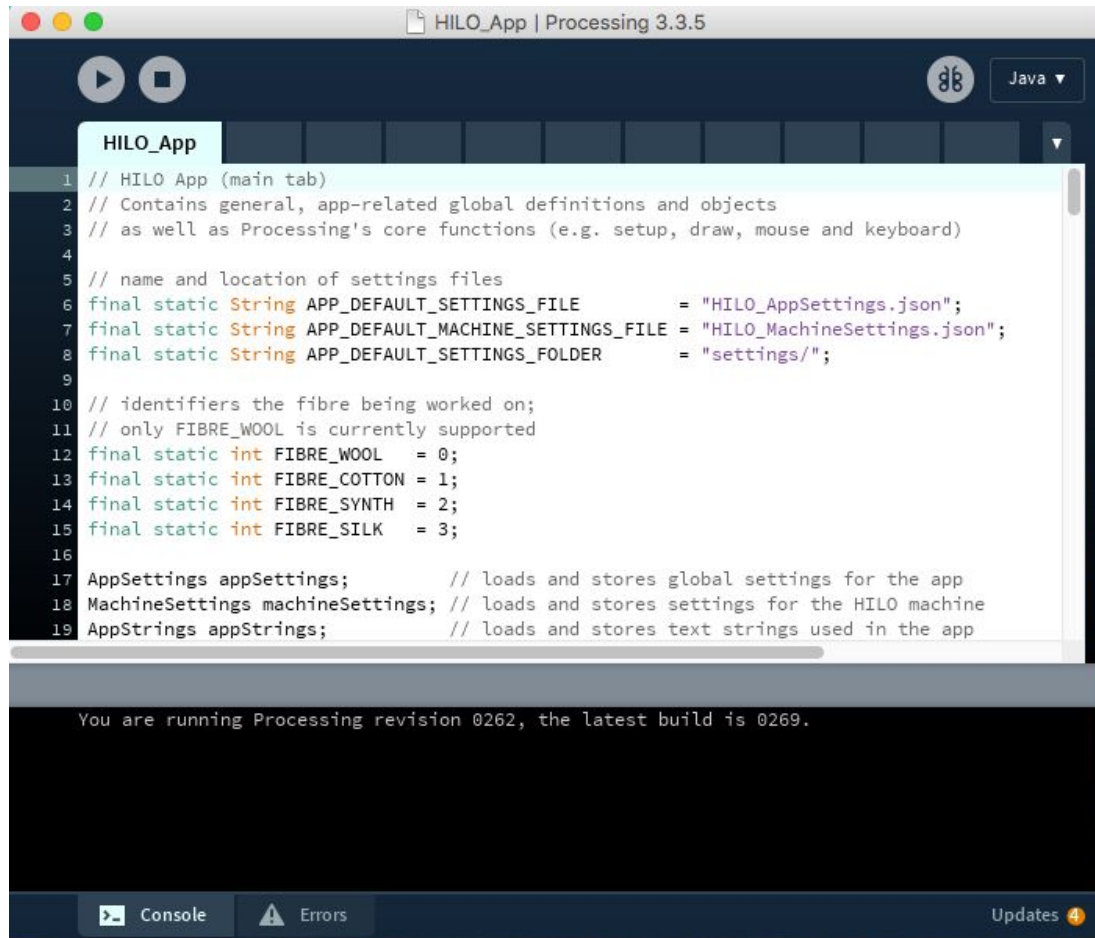 HILO_App | Processing 3.3.5
Java ▼
HILO_App
▼
1 // HILO App (main tab)
2 // Contains general, app-related global definitions and objects
3 // as well as Processing's core functions (e.g. setup, draw, mouse and keyboard)
4
5 // name and location of settings files
6 final static String APP_DEFAULT_SETTINGS_FILE         = "HILO_AppSettings.json";
7 final static String APP_DEFAULT_MACHINE_SETTINGS_FILE = "HILO_MachineSettings.json";
8 final static String APP_DEFAULT_SETTINGS_FOLDER       = "settings/";
9
10 // identifiers the fibre being worked on;
11 // only FIBRE_WOOL is currently supported
12 final static int FIBRE_WOOL   = 0;
13 final static int FIBRE_COTTON = 1;
14 final static int FIBRE_SYNTH  = 2;
15 final static int FIBRE_SILK   = 3;
16
17 AppSettings appSettings;         // loads and stores global settings for the app
18 MachineSettings machineSettings; // loads and stores settings for the HILO machine
19 AppStrings appStrings;           // loads and stores text strings used in the app
You are running Processing revision 0262, the latest build is 0269.
>_ Console
Errors
Updates 4